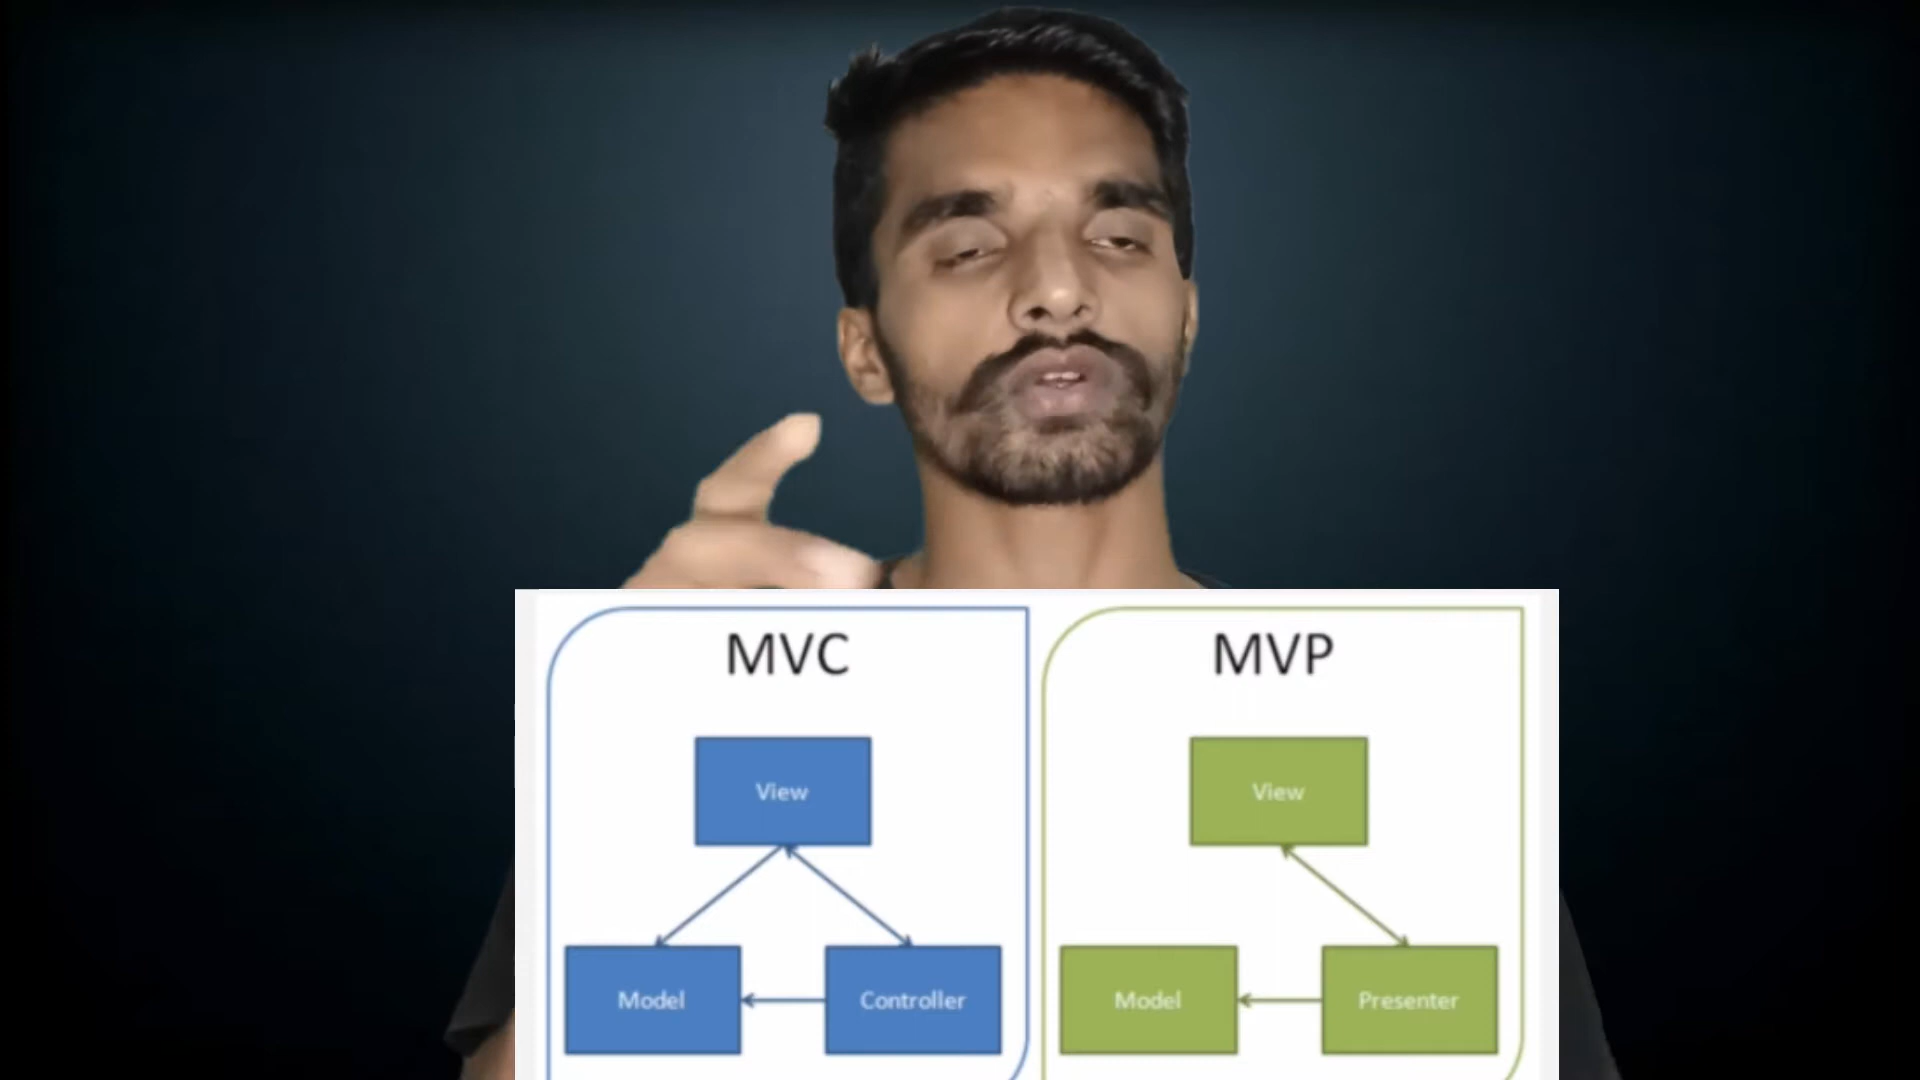 MVC
View
Model
Controller
MVP
View
Model
Presenter